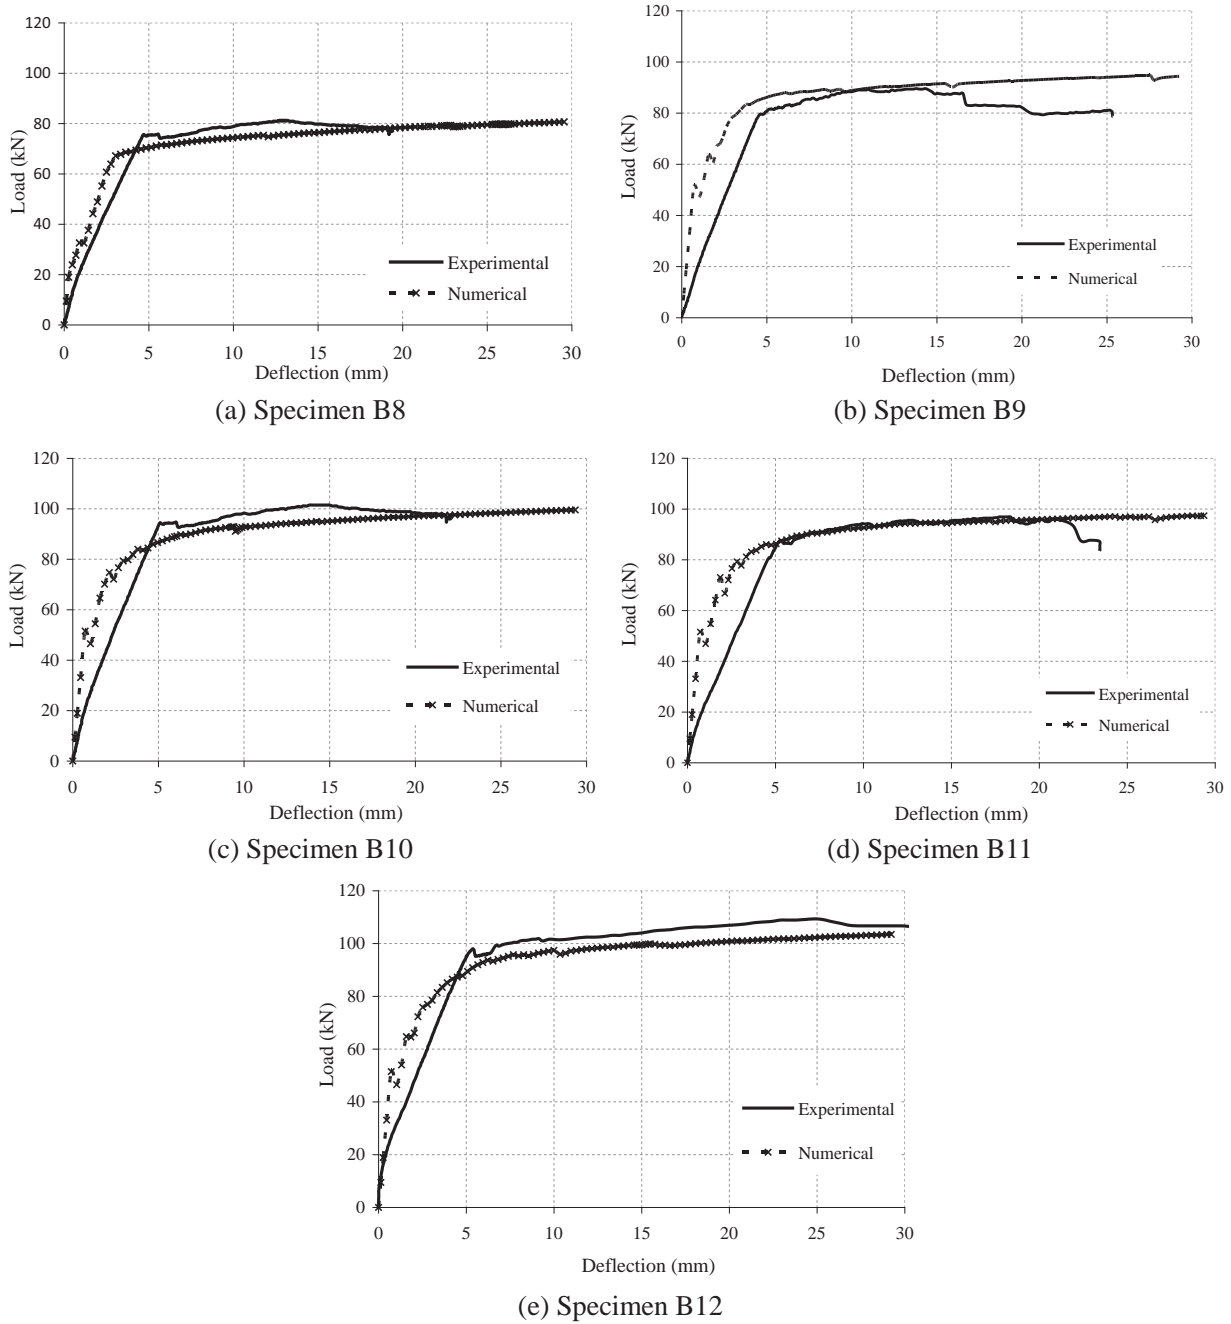 120
100
80
60
40
20
0
Load (kN)
Experimental
Numerical
0 5 10 15 20 25 30
Deflection (mm)
(a) Specimen B8
120
100
80
60
40
20
0
Load (kN)
Experimental
Numerical
0 5 10 15 20 25 30
Deflection (mm)
(b) Specimen B9
120
100
80
60
40
20
0
Load (kN)
Experimental
Numerical
0 5 10 15 20 25 30
Deflection (mm)
(c) Specimen B10
120
100
80
60
40
20
0
Load (kN)
Experimental
Numerical
0 5 10 15 20 25 30
Deflection (mm)
(d) Specimen B11
120
100
80
60
40
20
0
Load (kN)
Experimental
Numerical
0 5 10 15 20 25 30
Deflection (mm)
(e) Specimen B12